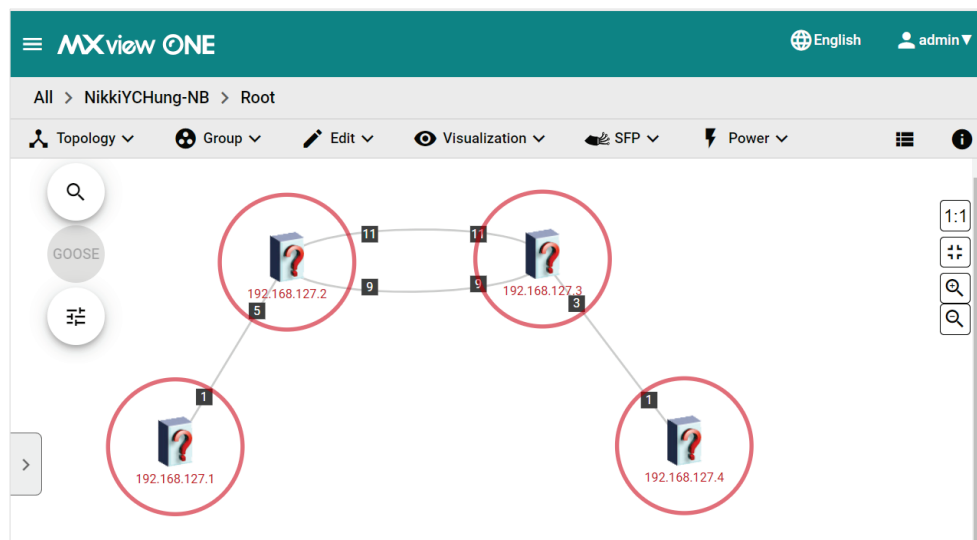 MXview ONE
English
admin
All > NikkiYCHung-NB > Root
Topology
Group
Edit
Visualization
SFP
Power
1:1
GOOSE
11
11
9
9
192.168.127.2
192.168.127.3
5
3
1
1
192.168.127.1
192.168.127.4